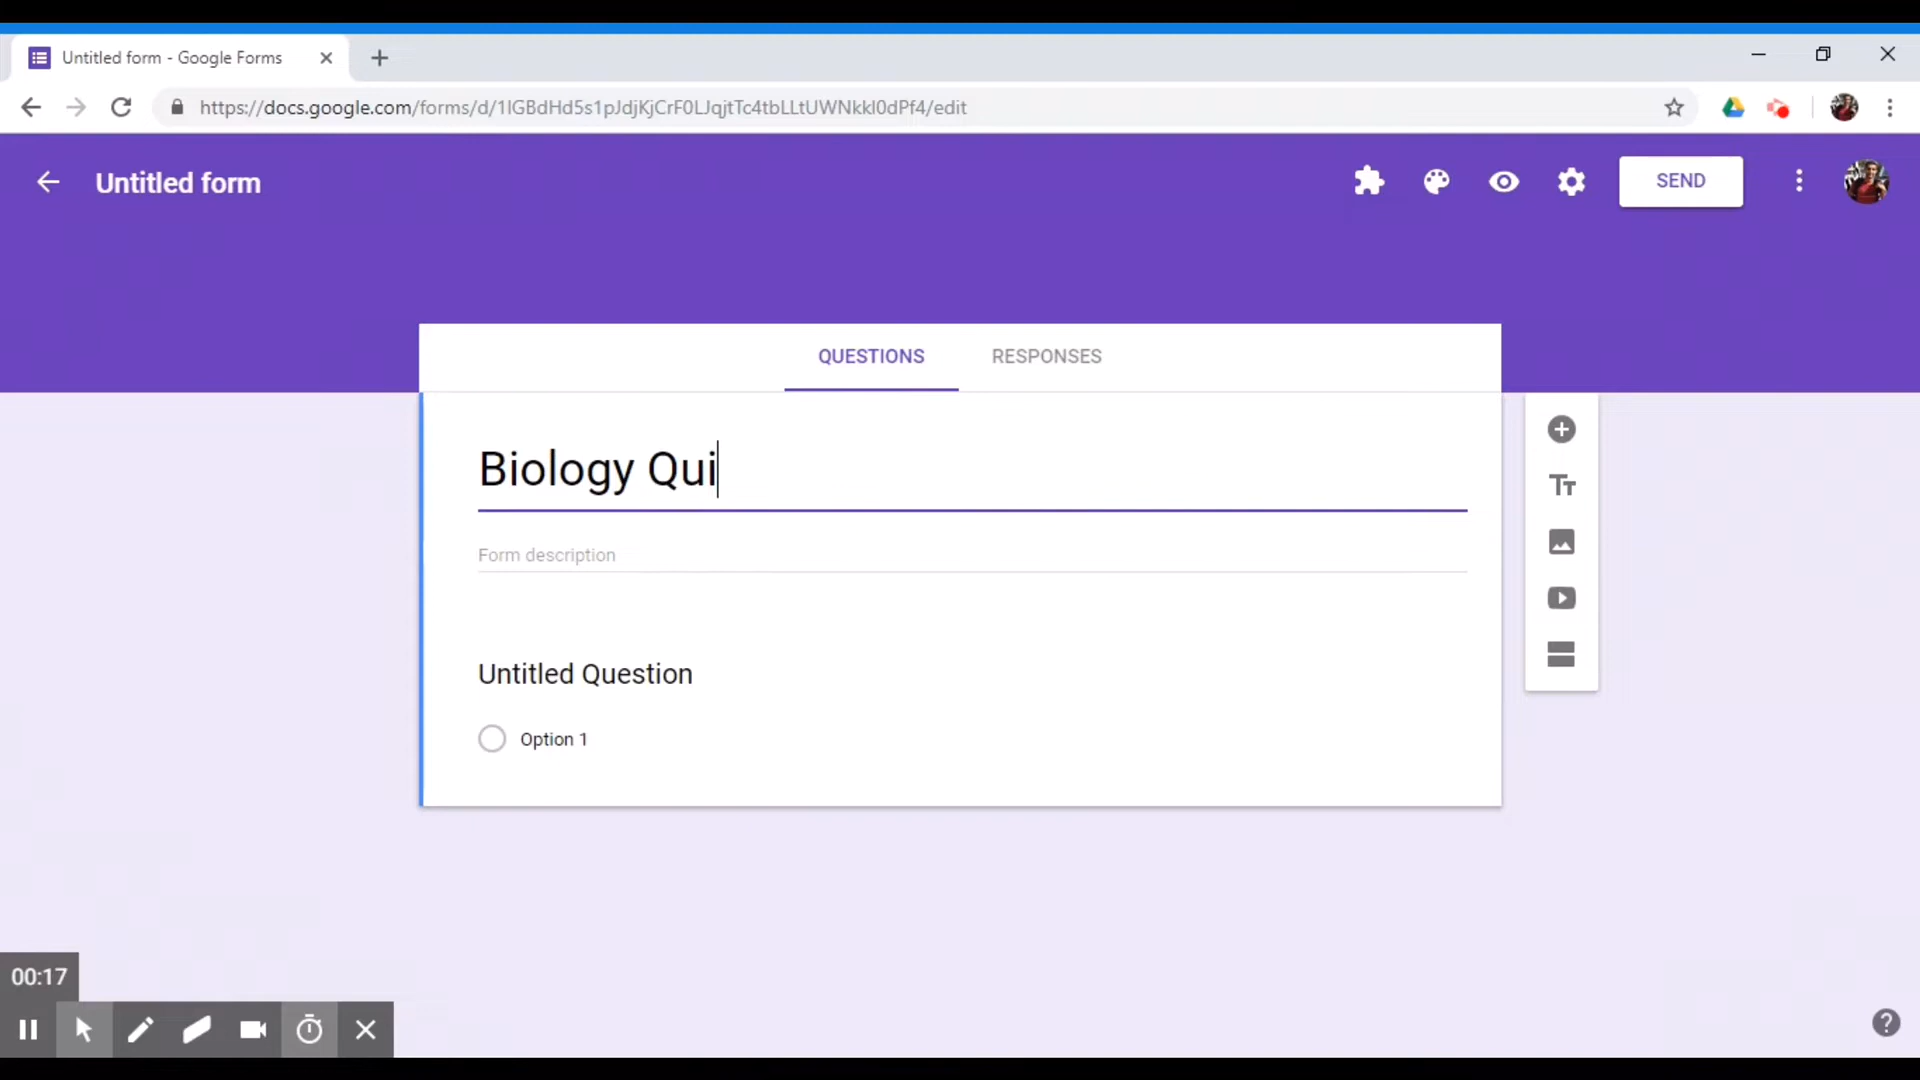 Untitled form - Google Forms
https://docs.google.com/forms/d/1IGBdHd5s1pJdjKjCrF0LJqjtTc4tbLLtUWNkkI0dPf4/edit
Untitled form
SEND
QUESTIONS RESPONSES
Biology Qui
Form description
Untitled Question
Option 1
00:17